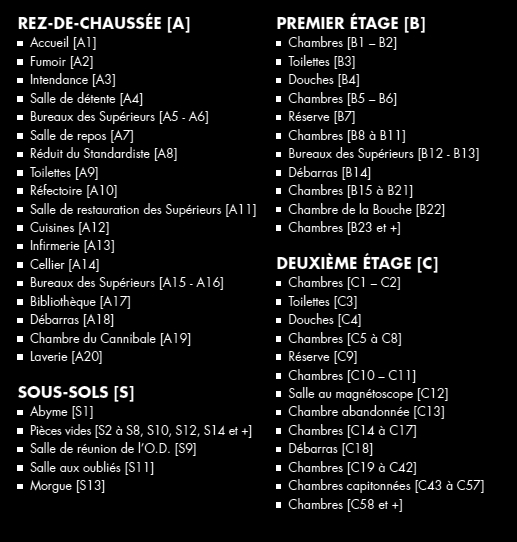 REZ-DE-CHAUSSÉE [A]
Accueil [A1]
Fumoir [A2]
Intendance [A3]
Salle de détente [A4]
Bureaux des Supérieurs [A5 - A6]
Salle de repos [A7]
Réduit du Standardiste [A8]
Toilettes [A9]
Réfectoire [A10]
Salle de restauration des Supérieurs [A11]
Cuisines [A12]
Infirmerie [A13]
Cellier [A14]
Bureaux des Supérieurs [A15 - A16]
Bibliothèque [A17]
Débarras [A18]
Chambre du Cannibale [A19]
Laverie [A20]
SOUS-SOLS [S]
Abyme [S1]
Pièces vides [S2 à S8, S10, S12, S14 et +]
Salle de réunion de l'O.D. [S9]
Salle aux oubliés [S11]
Morgue [S13]
PREMIER ÉTAGE [B]
Chambres [B1 – B2]
Toilettes [B3]
Douches [B4]
Chambres [B5 – B6]
Réserve [B7]
Chambres [B8 à B11]
Bureaux des Supérieurs [B12 - B13]
Débarras [B14]
Chambres [B15 à B21]
Chambre de la Bouche [B22]
Chambres [B23 et +]
DEUXIÈME ÉTAGE [C]
Chambres [C1 – C2]
Toilettes [C3]
Douches [C4]
Chambres [C5 à C8]
Réserve [C9]
Chambres [C10 – C11]
Salle au magnétoscope [C12]
Chambre abandonnée [C13]
Chambres [C14 à C17]
Débarras [C18]
Chambres [C19 à C42]
Chambres capitonnées [C43 à C57]
Chambres [C58 et +]